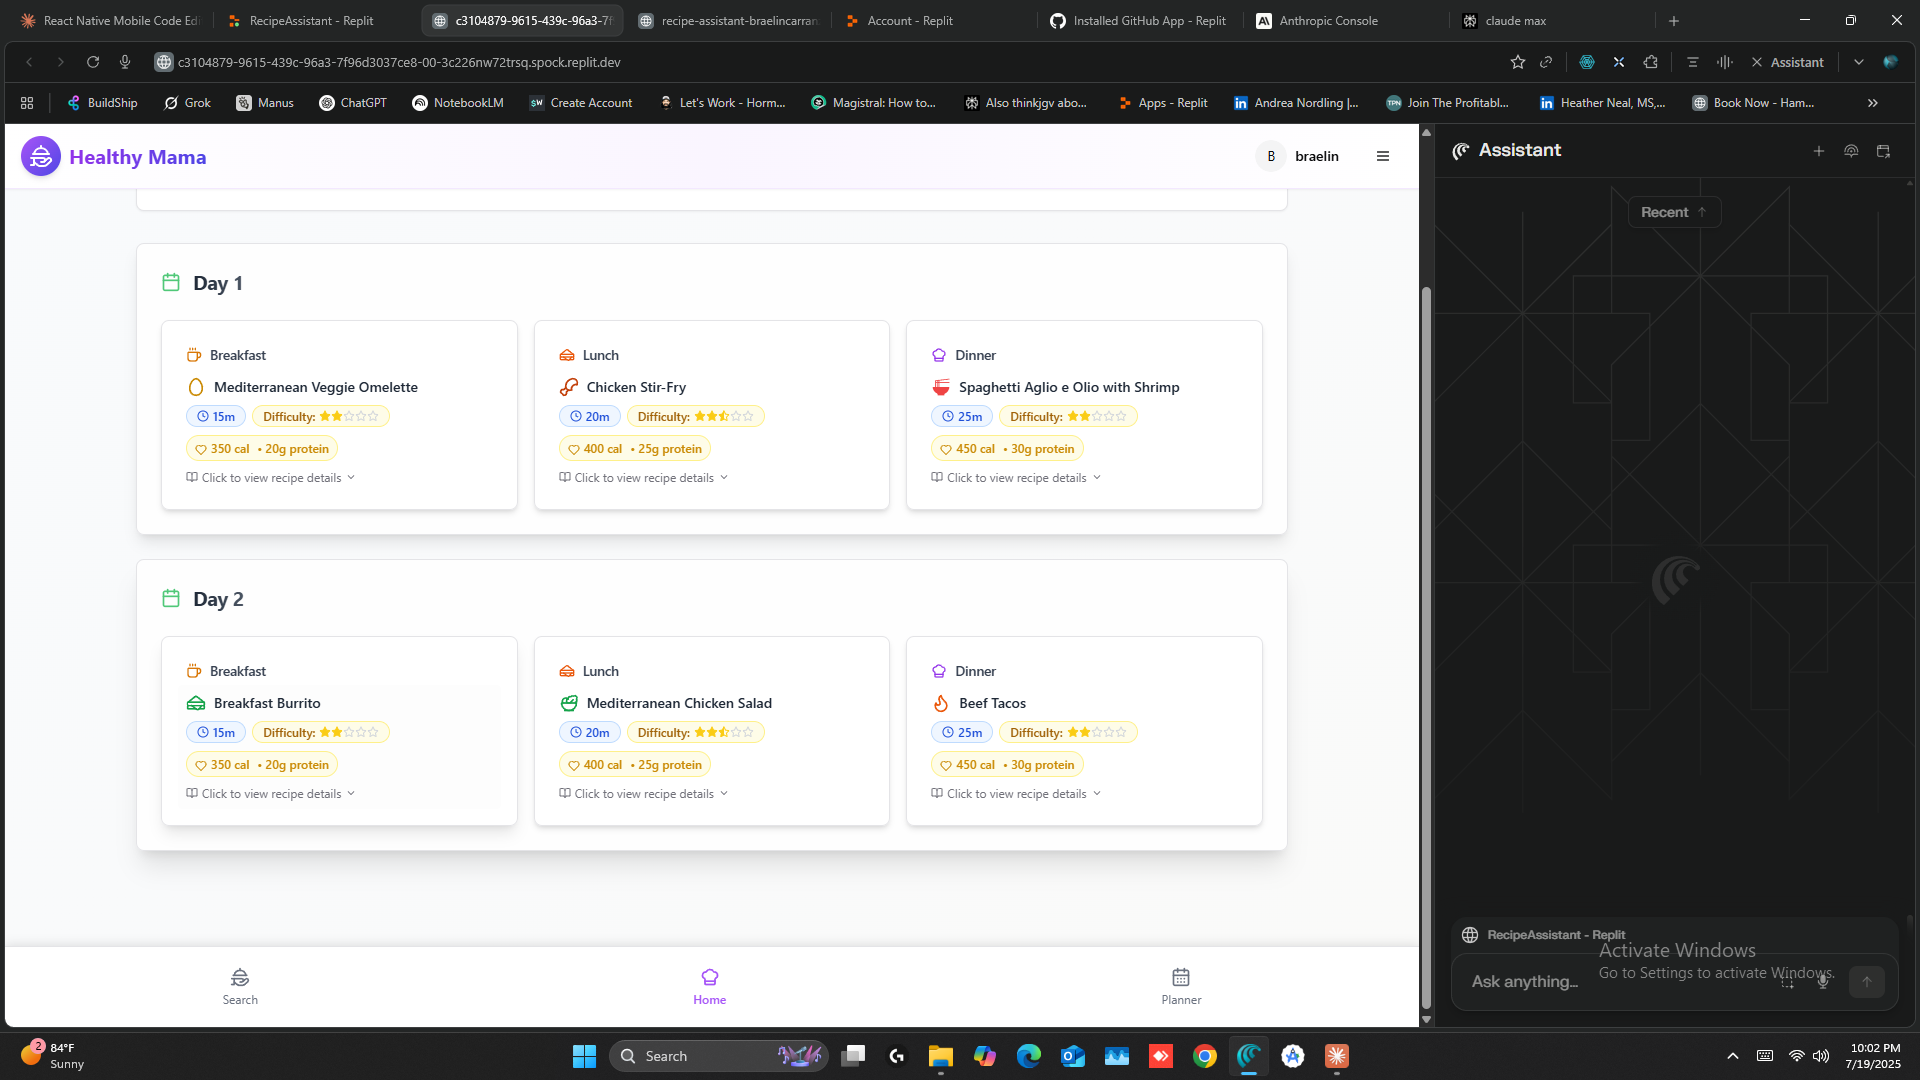 React Native Mobile Code Edi
RecipeAssistant - Replit
c3104879-9615-439c-96a3-7f
recipe-assistant-braelincarran
Account - Replit
Installed GitHub App - Replit
Anthropic Console
claude max
c3104879-9615-439c-96a3-7f96d3037ce8-00-3c226nw72trsq.spock.replit.dev
Assistant
BuildShip
Grok
Manus
ChatGPT
NotebookLM
Create Account
Let's Work - Horm...
Magistral: How to...
Also thinkjgv abo...
Apps - Replit
Andrea Nordling |...
Join The Profitabl...
Heather Neal, MS,...
Book Now - Ham...
Healthy Mama
B braelin
Assistant
Recent
Day 1
Breakfast
Mediterranean Veggie Omelette
15m Difficulty:
350 cal • 20g protein
Click to view recipe details
Lunch
Chicken Stir-Fry
20m Difficulty:
400 cal • 25g protein
Click to view recipe details
Dinner
Spaghetti Aglio e Olio with Shrimp
25m Difficulty:
450 cal • 30g protein
Click to view recipe details
Day 2
Breakfast
Breakfast Burrito
15m Difficulty:
350 cal • 20g protein
Click to view recipe details
Lunch
Mediterranean Chicken Salad
20m Difficulty:
400 cal • 25g protein
Click to view recipe details
Dinner
Beef Tacos
25m Difficulty:
450 cal • 30g protein
Click to view recipe details
Search
Home
Planner
RecipeAssistant - Replit
Activate Windows
Go to Settings to activate Windows.
Ask anything...
2
84°F
Sunny
Search
10:02 PM
7/19/2025